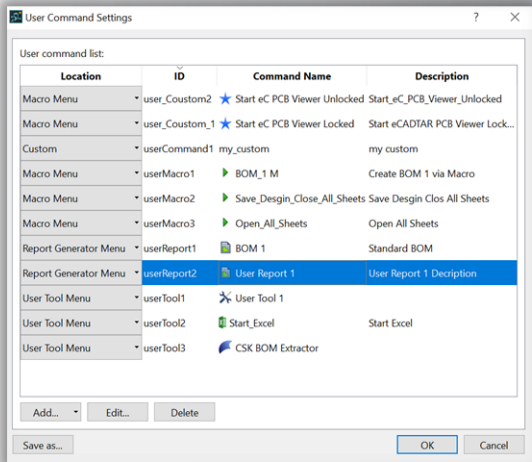 User Command Settings ? ×
User command list:
Location ID Command Name Description
Macro Menu user_Coustom2 Start eC PCB Viewer Unlocked Start_eC_PCB_Viewer_Unlocked
Macro Menu user_Coustom_1 Start eC PCB Viewer Locked Start eCADTAR PCB Viewer Lock...
Custom userCommand1 my_custom my custom
Macro Menu userMacro1 BOM_1 M Create BOM 1 via Macro
Macro Menu userMacro2 Save_Desgin_Close_All_Sheets Save Desgin Clos All Sheets
Macro Menu userMacro3 Open_All_Sheets Open All Sheets
Report Generator Menu userReport1 BOM 1 Standard BOM
Report Generator Menu userReport2 User Report 1 User Report 1 Decription
User Tool Menu userTool1 User Tool 1
User Tool Menu userTool2 Start_Excel Start Excel
User Tool Menu userTool3 CSK BOM Extractor
Add... Edit... Delete
Save as... OK Cancel